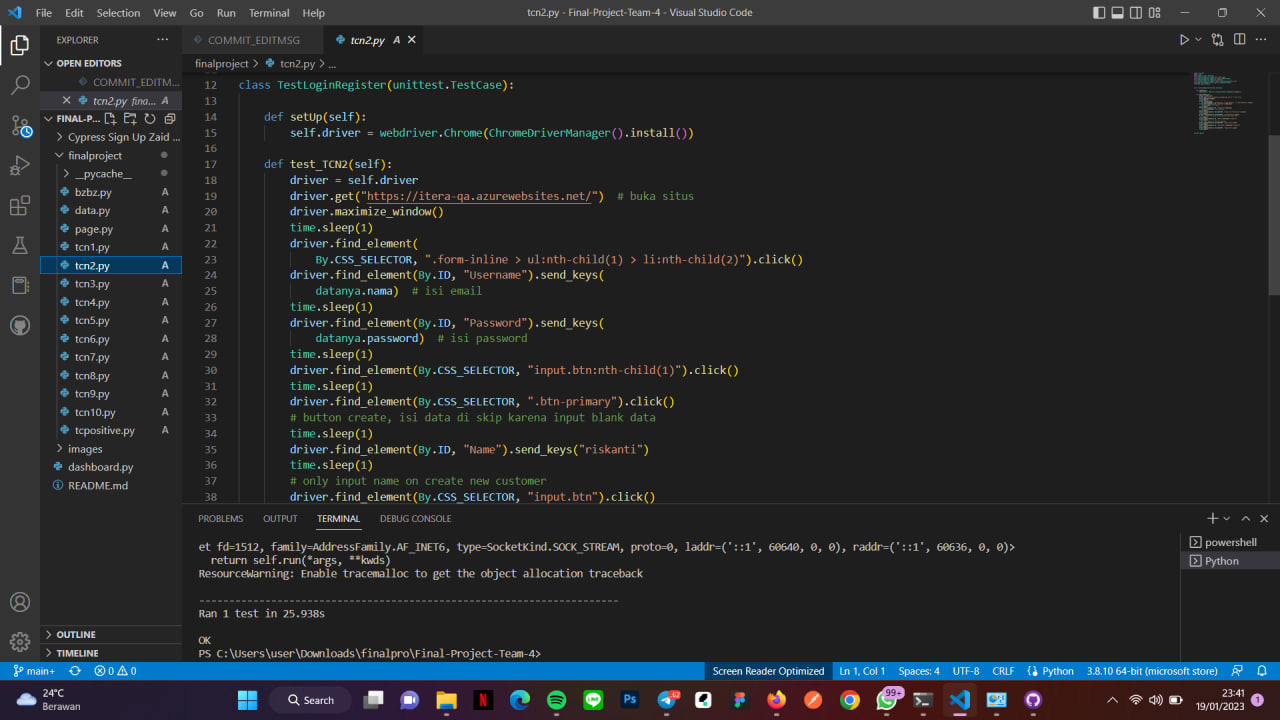 File Edit Selection View Go Run Terminal Help
tcn2.py - Final-Project-Team-4 - Visual Studio Code
EXPLORER
OPEN EDITORS
COMMIT_EDITM...
tcn2.py fina... A
FINAL-P...
Cypress Sign Up Zaid ...
finalproject
__pycache__
bzbz.py A
data.py A
page.py A
tcn1.py A
tcn2.py A
tcn3.py A
tcn4.py A
tcn5.py A
tcn6.py A
tcn7.py A
tcn8.py A
tcn9.py A
tcn10.py A
tcpositive.py A
images
dashboard.py
README.md
OUTLINE
TIMELINE
COMMIT_EDITMSG
tcn2.py A
finalproject > tcn2.py > ...
12 class TestLoginRegister(unittest.TestCase):
13
14 def setUp(self):
15 self.driver = webdriver.Chrome(ChromeDriverManager().install())
16
17 def test_TCN2(self):
18 driver = self.driver
19 driver.get("https://itera-qa.azurewebsites.net/") # buka situs
20 driver.maximize_window()
21 time.sleep(1)
22 driver.find_element(
23 By.CSS_SELECTOR, ".form-inline > ul:nth-child(1) > li:nth-child(2)").click()
24 driver.find_element(By.ID, "Username").send_keys(
25 datanya.nama) # isi email
26 time.sleep(1)
27 driver.find_element(By.ID, "Password").send_keys(
28 datanya.password) # isi password
29 time.sleep(1)
30 driver.find_element(By.CSS_SELECTOR, "input.btn:nth-child(1)").click()
31 time.sleep(1)
32 driver.find_element(By.CSS_SELECTOR, ".btn-primary").click()
33 # button create, isi data di skip karena input blank data
34 time.sleep(1)
35 driver.find_element(By.ID, "Name").send_keys("riskanti")
36 time.sleep(1)
37 # only input name on create new customer
38 driver.find_element(By.CSS_SELECTOR, "input.btn").click()
PROBLEMS OUTPUT TERMINAL DEBUG CONSOLE
et fd=1512, family=AddressFamily.AF_INET6, type=SocketKind.SOCK_STREAM, proto=0, laddr=('::1', 60640, 0, 0), raddr=('::1', 60636, 0, 0)>
return self.run(*args, **kwds)
ResourceWarning: Enable tracemalloc to get the object allocation traceback
----------------------------------------------------------------------
Ran 1 test in 25.938s
OK
PS C:\Users\user\Downloads\finalpro\Final-Project-Team-4>
powershell
Python
main+ 0 0 Screen Reader Optimized Ln 1, Col 1 Spaces: 4 UTF-8 CRLF Python 3.8.10 64-bit (microsoft store)
24°C
Berawan
Search
N
Ps
62
99+
23:41
19/01/2023
1